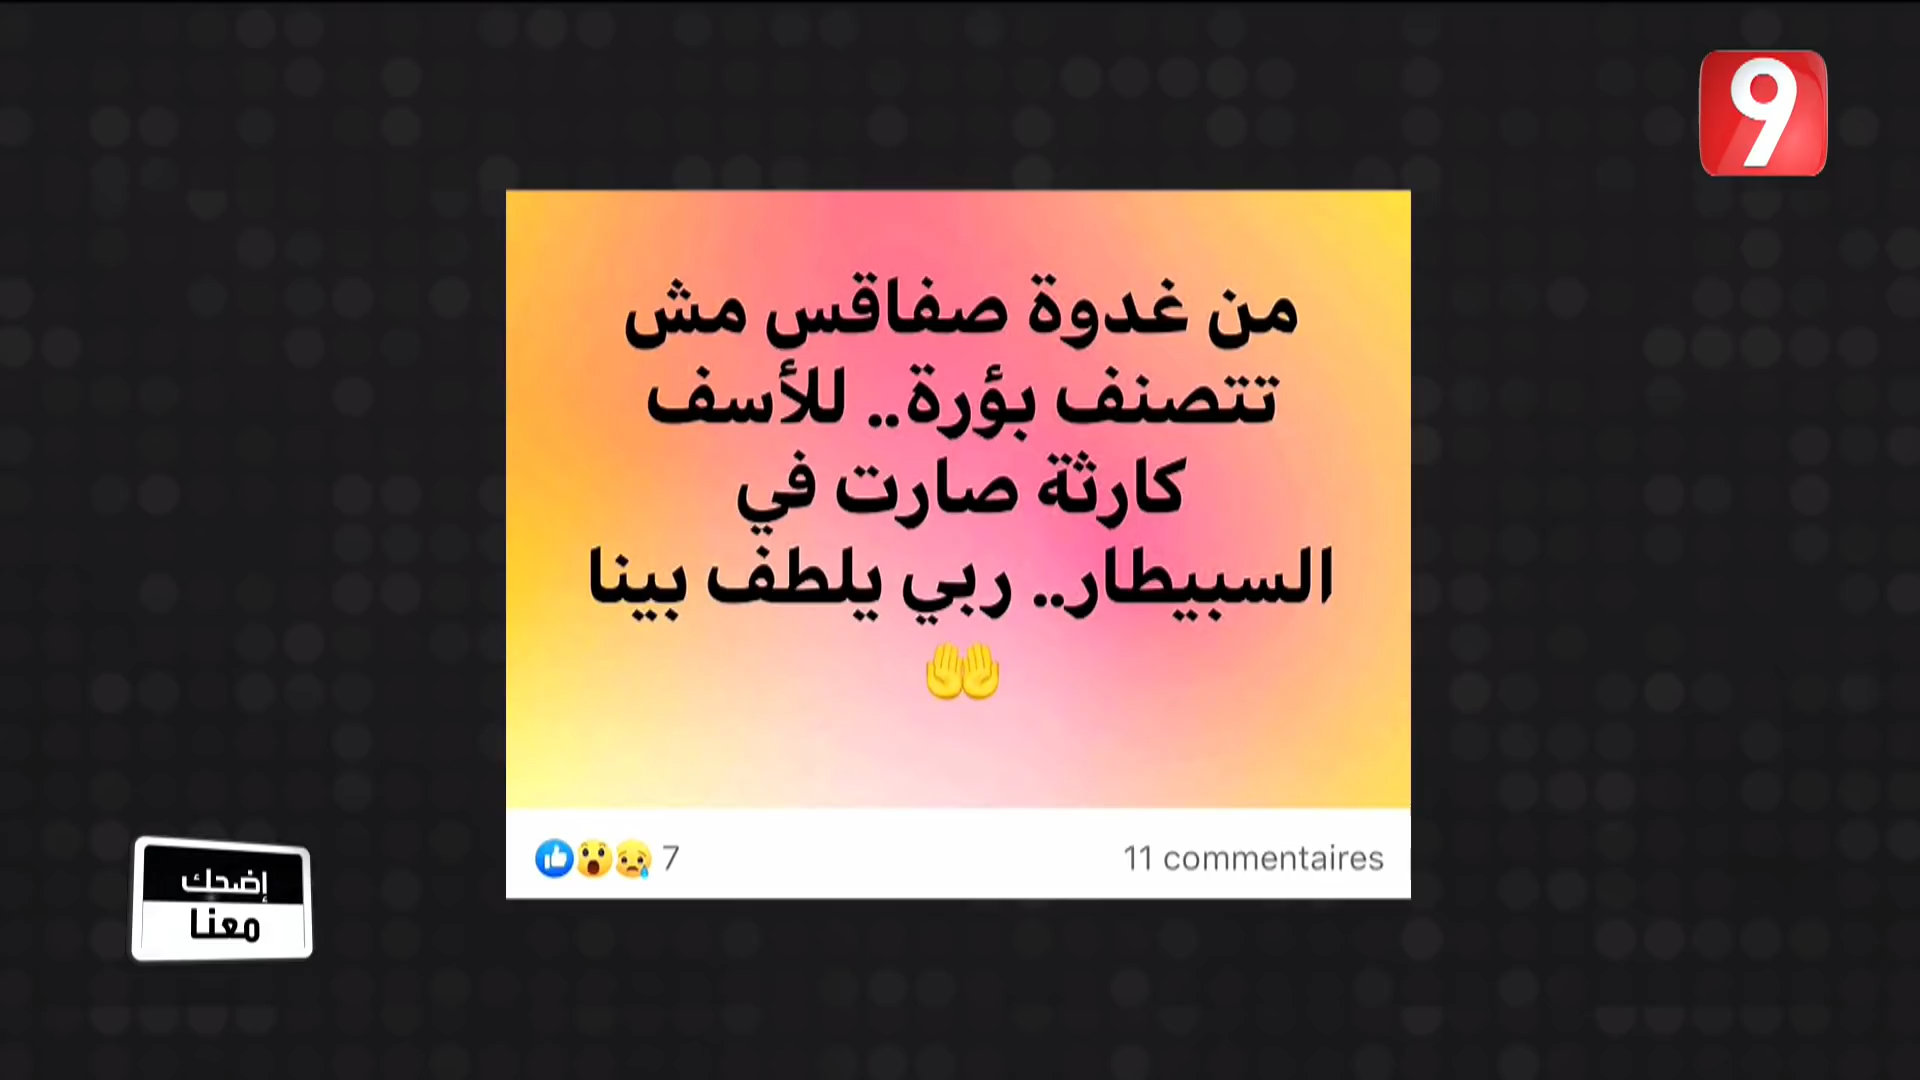 9
من غدوة صفاقس مش
تتصنف بؤرة.. للأسف
كارثة صارت في
السبيطار.. ربي يلطف بينا
🤲
7
11 commentaires
إضحك
معنا